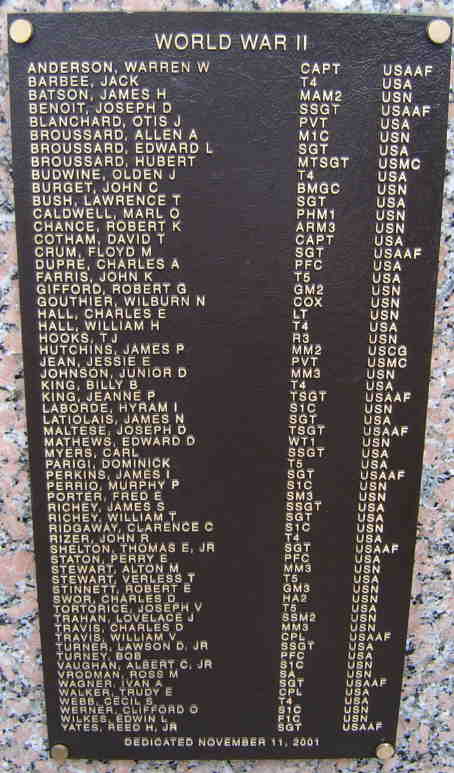 WORLD WAR II
ANDERSON, WARREN W CAPT USAAF
BARBEE, JACK T4 USA
BATSON, JAMES H MAM2 USN
BENOIT, JOSEPH D SSGT USAAF
BLANCHARD, OTIS J PVT USA
BROUSSARD, ALLEN A M1C USN
BROUSSARD, EDWARD L SGT USA
BROUSSARD, HUBERT MTSGT USMC
BUDWINE, OLDEN J T4 USA
BURGET, JOHN C BMGC USN
BUSH, LAWRENCE T SGT USA
CALDWELL, MARL O PHM1 USN
CHANCE, ROBERT K ARM3 USN
COTHAM, DAVID T CAPT USA
CRUM, FLOYD M SGT USAAF
DUPRE, CHARLES A PFC USA
FARRIS, JOHN K T5 USA
GIFFORD, ROBERT G GM2 USN
GOUTHIER, WILBURN N COX USN
HALL, CHARLES E LT USN
HALL, WILLIAM H T4 USA
HOOKS, T J R3 USN
HUTCHINS, JAMES P MM2 USCG
JEAN, JESSIE E PVT USMC
JOHNSON, JUNIOR D MM3 USN
KING, BILLY B T4 USA
KING, JEANNE P TSGT USAAF
LABORDE, HYRAM I S1C USN
LATIOLAIS, JAMES N SGT USA
MALTESE, JOSEPH D TSGT USAAF
MATHEWS, EDWARD D WT1 USN
MYERS, CARL SSGT USA
PARIGI, DOMINICK T5 USA
PERKINS, JAMES I SGT USAAF
PERRIO, MURPHY P S1C USN
PORTER, FRED E SM3 USN
RICHEY, JAMES S SSGT USA
RICHEY, WILLIAM T SGT USA
RIDGAWAY, CLARENCE C S1C USN
RIZER, JOHN R T4 USA
SHELTON, THOMAS E, JR SGT USAAF
STATON, PERRY E PFC USA
STEWART, ALTON M MM3 USN
STEWART, VERLESS T T5 USA
STINNETT, ROBERT E GM3 USN
SWOR, CHARLES D HA2 USN
TORTORICE, JOSEPH V T5 USA
TRAHAN, LOVELACE J SSM2 USN
TRAVIS, CHARLES D MM3 USN
TRAVIS, WILLIAM V CPL USAAF
TURNER, LAWSON D, JR SSGT USA
TURNEY, BOB PFC USA
VAUGHAN, ALBERT C, JR S1C USN
VRODMAN, ROSS M SA USN
WAGNER, IVAN A SGT USAAF
WALKER, TRUDY E CPL USA
WEBB, CECIL S T4 USA
WERNER, CLIFFORD O S1C USN
WILKES, EDWIN L F1C USN
YATES, REED H, JR SGT USAAF
DEDICATED NOVEMBER 11, 2001